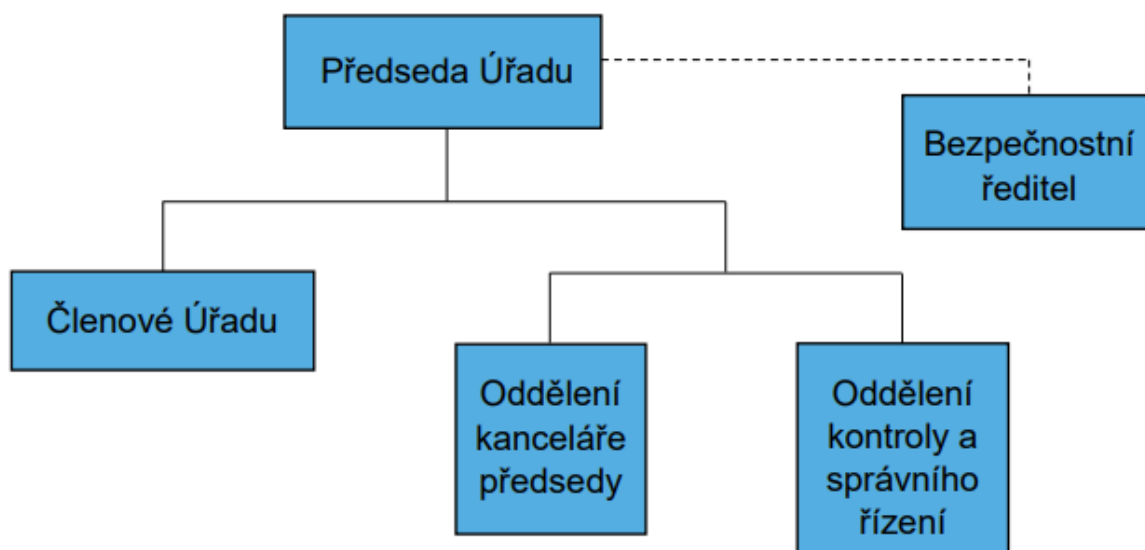 Předseda Úřadu
Bezpečnostní
ředitel
Členové Úřadu
Oddělení
kanceláře
předsedy
Oddělení
kontroly a
správního
řízení